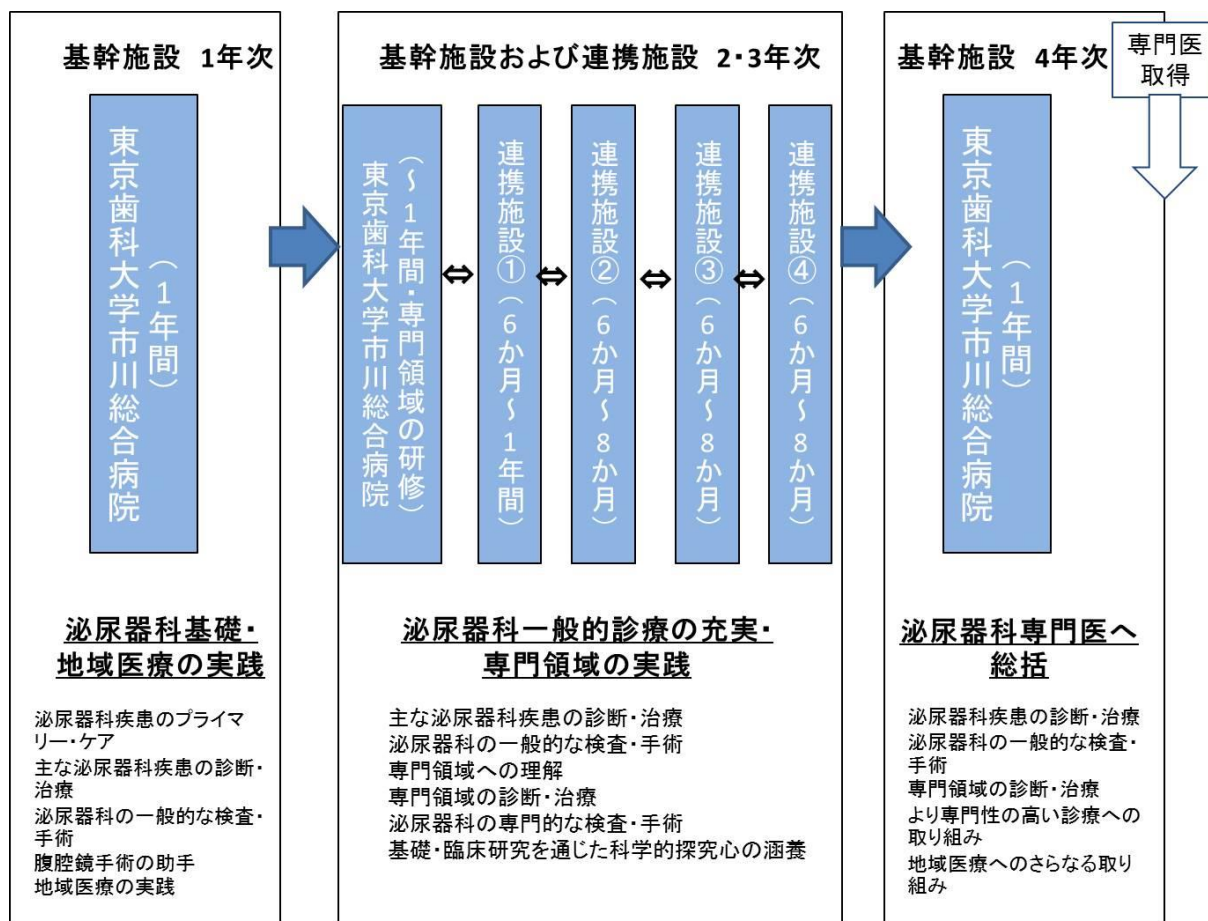 基幹施設 1年次
東京歯科大学市川総合病院
（1年間）
泌尿器科基礎・
地域医療の実践
泌尿器科疾患のプライマ
リー・ケア
主な泌尿器科疾患の診断・
治療
泌尿器科の一般的な検査・
手術
腹腔鏡手術の助手
地域医療の実践
基幹施設および連携施設 2・3年次
東京歯科大学市川総合病院
（～1年間・専門領域の研修）
⇔
連携施設①（6か月～1年間）
⇔
連携施設②（6か月～8か月）
⇔
連携施設③（6か月～8か月）
⇔
連携施設④（6か月～8か月）
泌尿器科一般的診療の充実・
専門領域の実践
主な泌尿器科疾患の診断・治療
泌尿器科の一般的な検査・手術
専門領域への理解
専門領域の診断・治療
泌尿器科の専門的な検査・手術
基礎・臨床研究を通じた科学的探究心の涵養
基幹施設 4年次
東京歯科大学市川総合病院
（1年間）
泌尿器科専門医へ
総括
泌尿器科疾患の診断・治療
泌尿器科の一般的な検査・
手術
専門領域の診断・治療
より専門性の高い診療への
取り組み
地域医療へのさらなる取り
組み
専門医
取得